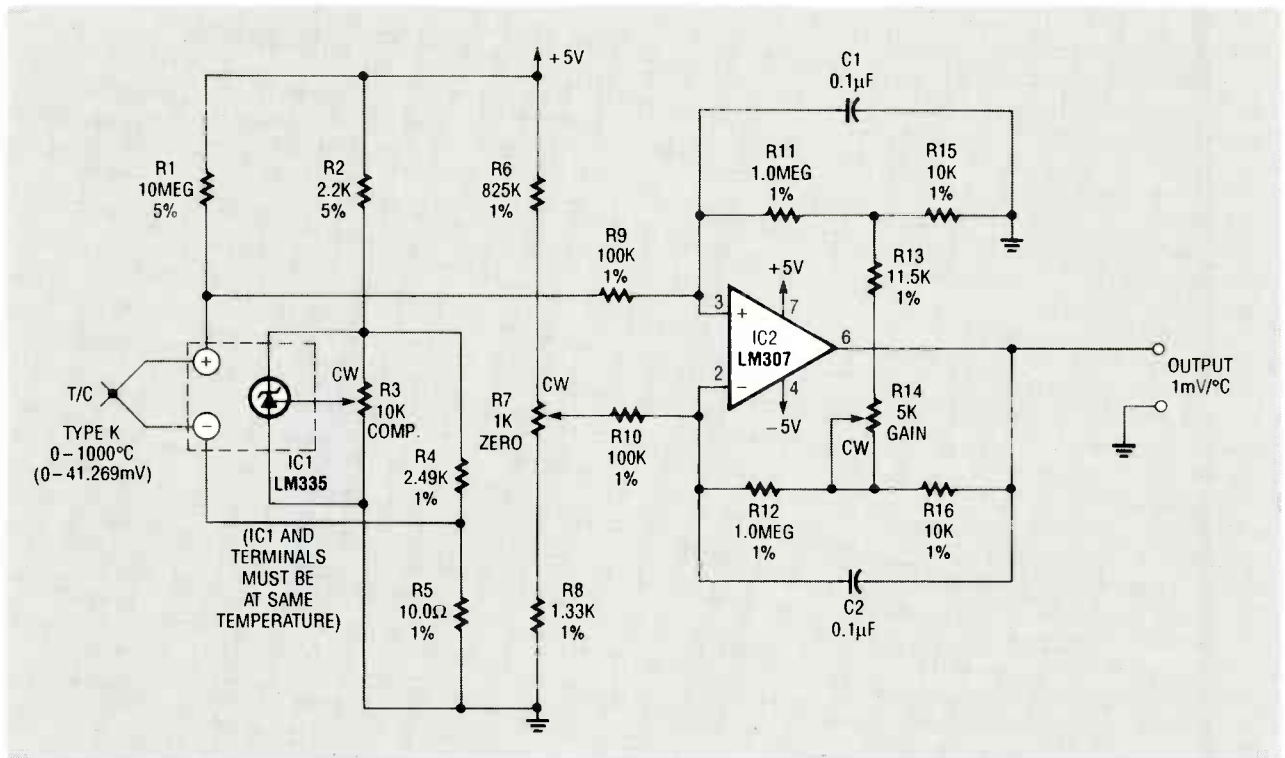 +5V
C1
0.1µF
R1
10MEG
5%
R2
2.2K
5%
R6
825K
1%
R11
1.0MEG
1%
R15
10K
1%
R9
100K
1%
R13
11.5K
1%
+5V
3
+
7
IC2
LM307
6
2
−
4
−5V
OUTPUT
1mV/°C
+
T/C
−
TYPE K
0–1000°C
(0–41.269mV)
CW
R3
10K
COMP.
IC1
LM335
CW
R7
1K
ZERO
R10
100K
1%
R14
5K
GAIN
CW
R4
2.49K
1%
R12
1.0MEG
1%
R16
10K
1%
(IC1 AND
TERMINALS
MUST BE
AT SAME
TEMPERATURE)
R5
10.0Ω
1%
R8
1.33K
1%
C2
0.1µF